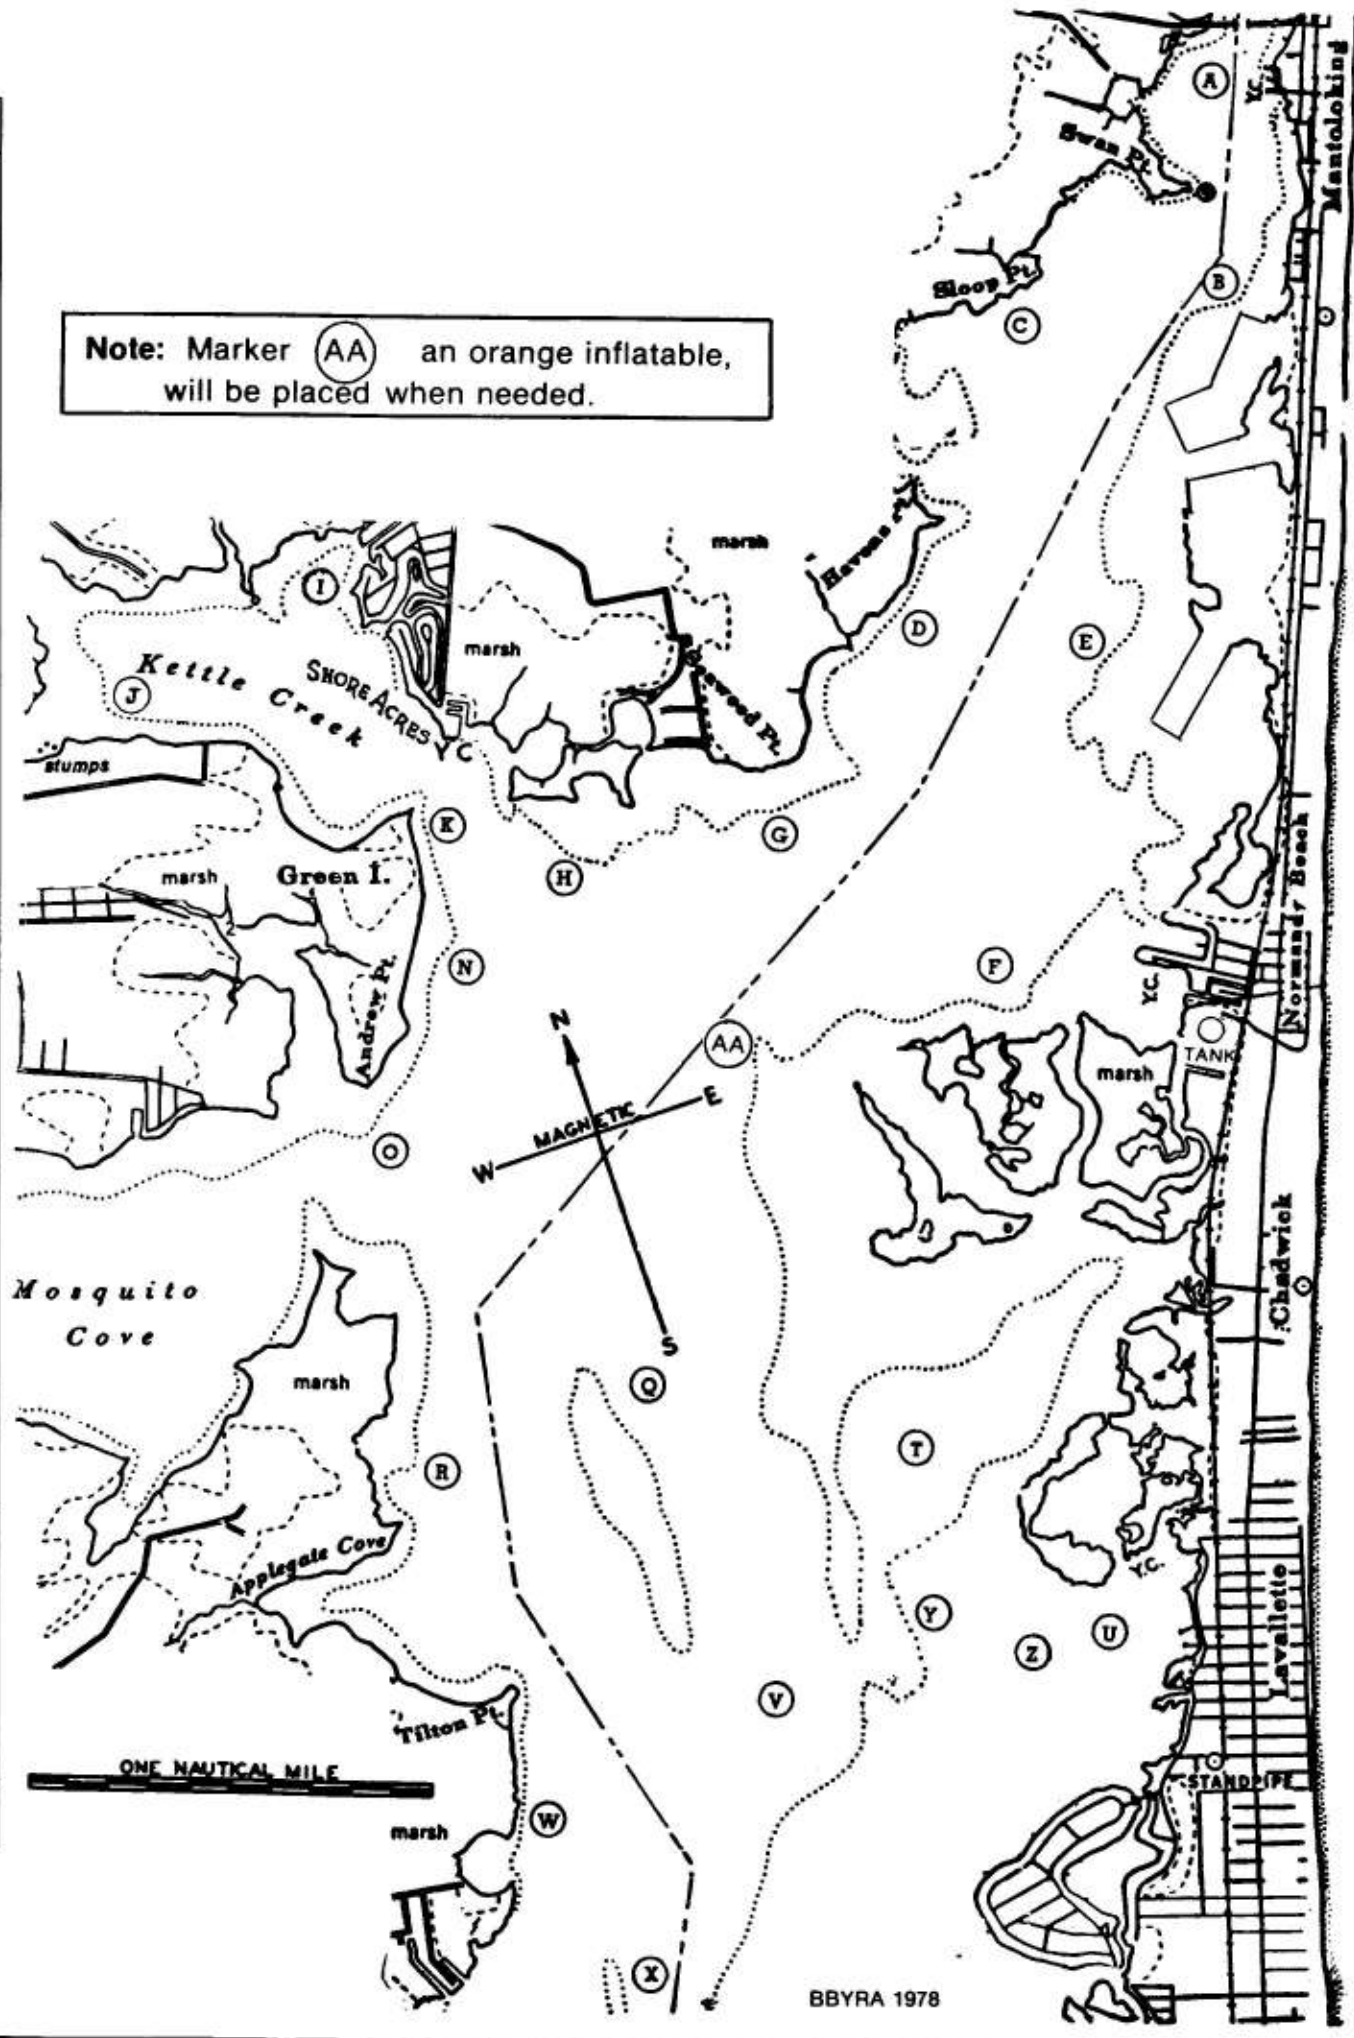 A
Y.C.
Mantoloking
Swan Pt.
B
Sloop Pt.
C
Note: Marker AA an orange inflatable,
will be placed when needed.
marsh
Havens
I
D
E
marsh
Kettle Creek
SHORE ACRES
Y C
J
stumps
K
G
H
marsh
Green I.
Normandy Beach
N
F
Andrew Pt.
Y.C.
N
AA
TANK
marsh
MAGNETIC
E
W
O
Chadwick
Mosquito
Cove
S
marsh
Q
T
R
Applegate Cove
Y.C.
Lavallette
Y
U
Z
V
Tilton Pt.
ONE NAUTICAL MILE
STANDPIPE
W
marsh
X
BBYRA 1978